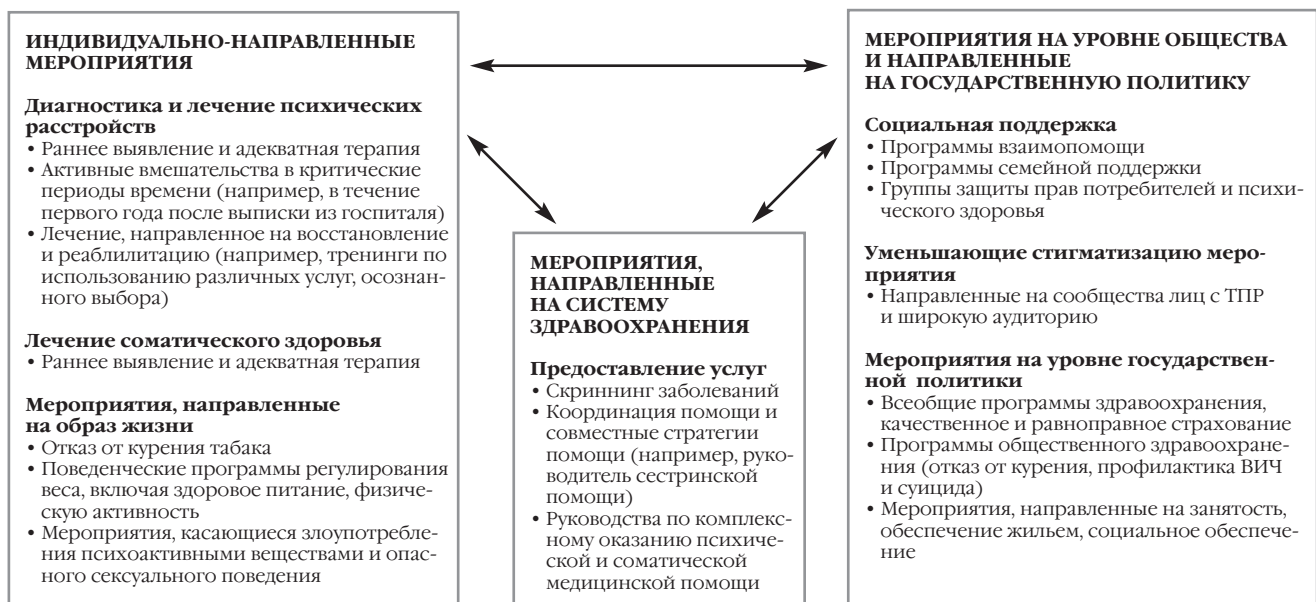 ИНДИВИДУАЛЬНО-НАПРАВЛЕННЫЕ
МЕРОПРИЯТИЯ
Диагностика и лечение психических
расстройств
• Раннее выявление и адекватная терапия
• Активные вмешательства в критические
периоды времени (например, в течение
первого года после выписки из госпиталя)
• Лечение, направленное на восстановление
и реаблилитацию (например, тренинги по
использованию различных услуг, осознан-
ного выбора)
Лечение соматического здоровья
• Раннее выявление и адекватная терапия
Мероприятия, направленные
на образ жизни
• Отказ от курения табака
• Поведенческие программы регулирования
веса, включая здоровое питание, физиче-
скую активность
• Мероприятия, касающиеся злоупотребле-
ния психоактивными веществами и опас-
ного сексуального поведения
МЕРОПРИЯТИЯ,
НАПРАВЛЕННЫЕ
НА СИСТЕМУ
ЗДРАВООХРАНЕНИЯ
Предоставление услуг
• Скриннинг заболеваний
• Координация помощи и
совместные стратегии
помощи (например, руко-
водитель сестринской
помощи)
• Руководства по комплекс-
ному оказанию психиче-
ской и соматической
медицинской помощи
МЕРОПРИЯТИЯ НА УРОВНЕ ОБЩЕСТВА
И НАПРАВЛЕННЫЕ
НА ГОСУДАРСТВЕННУЮ ПОЛИТИКУ
Социальная поддержка
• Программы взаимопомощи
• Программы семейной поддержки
• Группы защиты прав потребителей и психи-
ческого здоровья
Уменьшающие стигматизацию меро-
приятия
• Направленные на сообщества лиц с ТПР
и широкую аудиторию
Мероприятия на уровне государствен-
ной политики
• Всеобщие программы здравоохранения,
качественное и равноправное страхование
• Программы общественного здравоохране-
ния (отказ от курения, профилактика ВИЧ
и суицида)
• Мероприятия, направленные на занятость,
обеспечение жильем, социальное обеспече-
ние